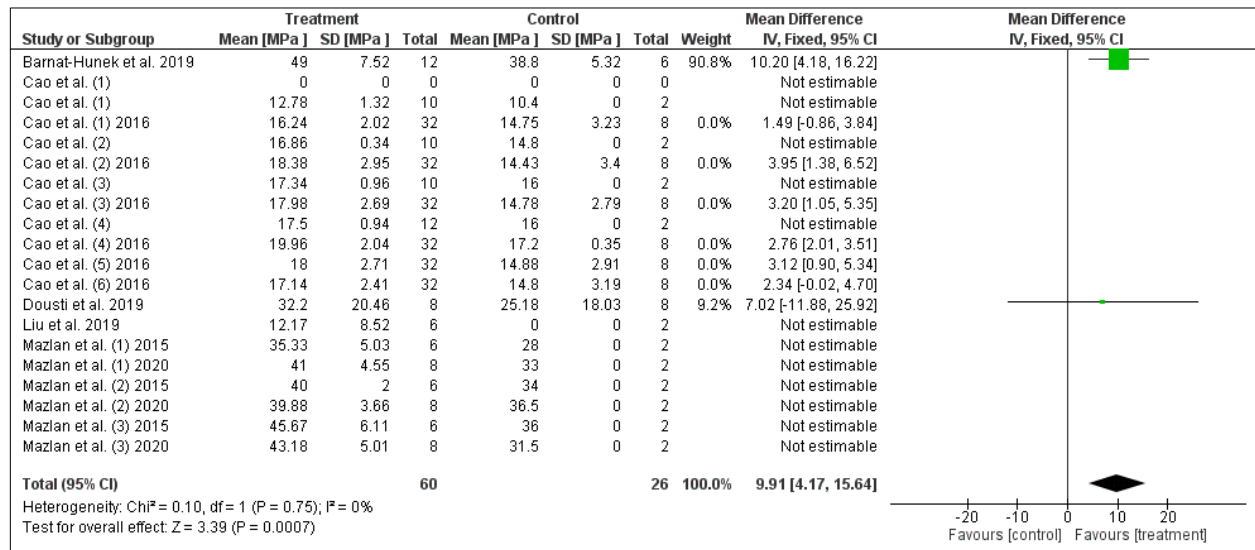 Treatment Control Mean Difference Mean Difference
Study or Subgroup Mean [MPa] SD [MPa] Total Mean [MPa] SD [MPa] Total Weight IV, Fixed, 95% CI IV, Fixed, 95% CI
Barnat-Hunek et al. 2019 49 7.52 12 38.8 5.32 6 90.8% 10.20 [4.18, 16.22]
Cao et al. (1) 0 0 0 0 0 0 Not estimable
Cao et al. (1) 12.78 1.32 10 10.4 0 2 Not estimable
Cao et al. (1) 2016 16.24 2.02 32 14.75 3.23 8 0.0% 1.49 [-0.86, 3.84]
Cao et al. (2) 16.86 0.34 10 14.8 0 2 Not estimable
Cao et al. (2) 2016 18.38 2.95 32 14.43 3.4 8 0.0% 3.95 [1.38, 6.52]
Cao et al. (3) 17.34 0.96 10 16 0 2 Not estimable
Cao et al. (3) 2016 17.98 2.69 32 14.78 2.79 8 0.0% 3.20 [1.05, 5.35]
Cao et al. (4) 17.5 0.94 12 16 0 2 Not estimable
Cao et al. (4) 2016 19.96 2.04 32 17.2 0.35 8 0.0% 2.76 [2.01, 3.51]
Cao et al. (5) 2016 18 2.71 32 14.88 2.91 8 0.0% 3.12 [0.90, 5.34]
Cao et al. (6) 2016 17.14 2.41 32 14.8 3.19 8 0.0% 2.34 [-0.02, 4.70]
Dousti et al. 2019 32.2 20.46 8 25.18 18.03 8 9.2% 7.02 [-11.88, 25.92]
Liu et al. 2019 12.17 8.52 6 0 0 2 Not estimable
Mazlan et al. (1) 2015 35.33 5.03 6 28 0 2 Not estimable
Mazlan et al. (1) 2020 41 4.55 8 33 0 2 Not estimable
Mazlan et al. (2) 2015 40 2 6 34 0 2 Not estimable
Mazlan et al. (2) 2020 39.88 3.66 8 36.5 0 2 Not estimable
Mazlan et al. (3) 2015 45.67 6.11 6 36 0 2 Not estimable
Mazlan et al. (3) 2020 43.18 5.01 8 31.5 0 2 Not estimable
Total (95% CI) 60 26 100.0% 9.91 [4.17, 15.64]
Heterogeneity: Chi² = 0.10, df = 1 (P = 0.75); I² = 0%
Test for overall effect: Z = 3.39 (P = 0.0007)
-20 -10 0 10 20
Favours [control] Favours [treatment]